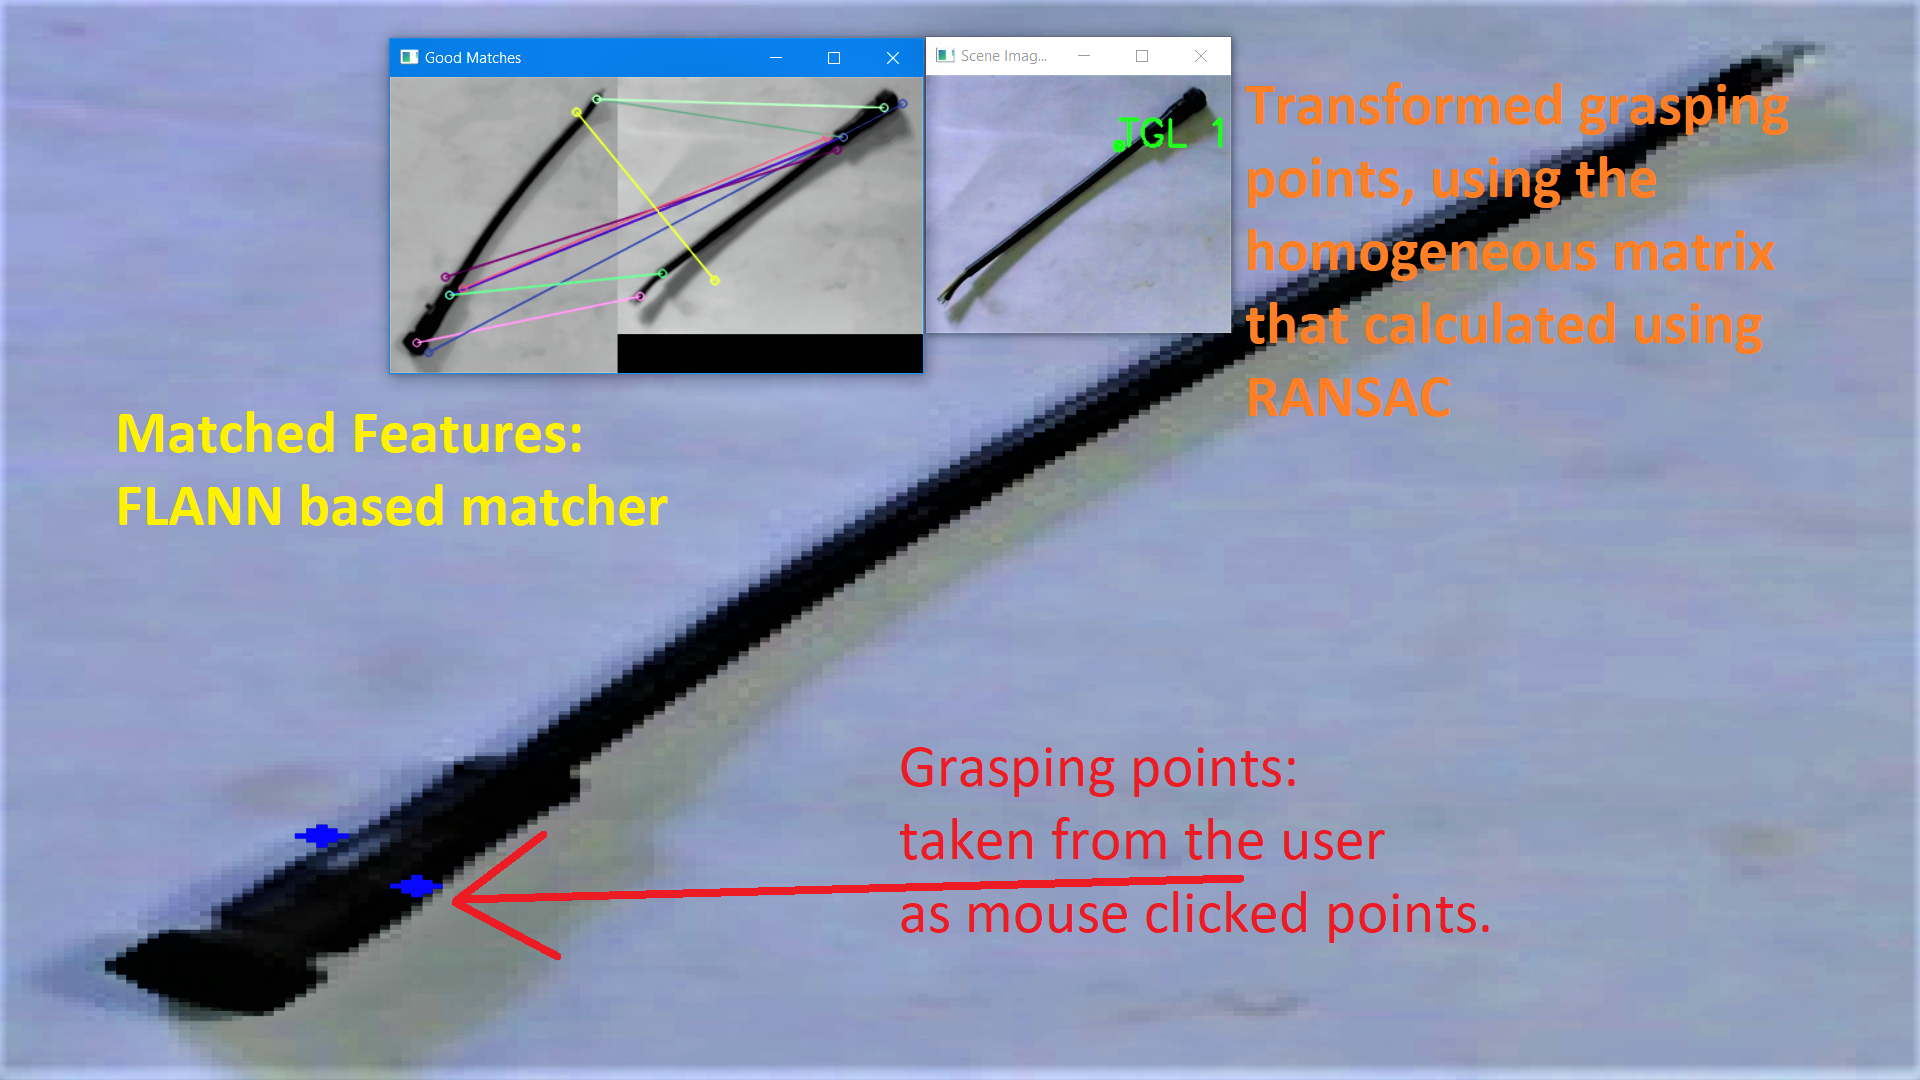 Good Matches
Scene Imag...
TGL 1
Transformed grasping
points, using the
homogeneous matrix
that calculated using
RANSAC
Matched Features:
FLANN based matcher
Grasping points:
taken from the user
as mouse clicked points.